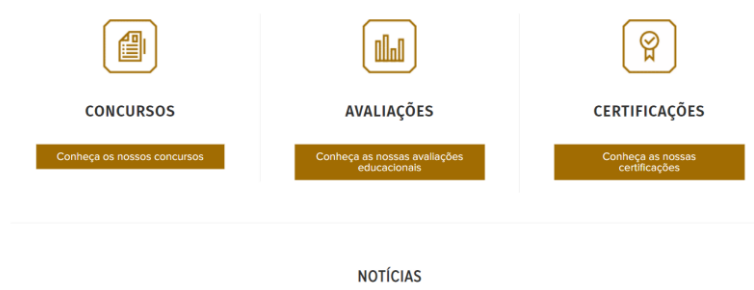 CONCURSOS
AVALIAÇÕES
CERTIFICAÇÕES
Conheça os nossos concursos
Conheça as nossas avaliações
educacionais
Conheça as nossas
certificações
NOTÍCIAS